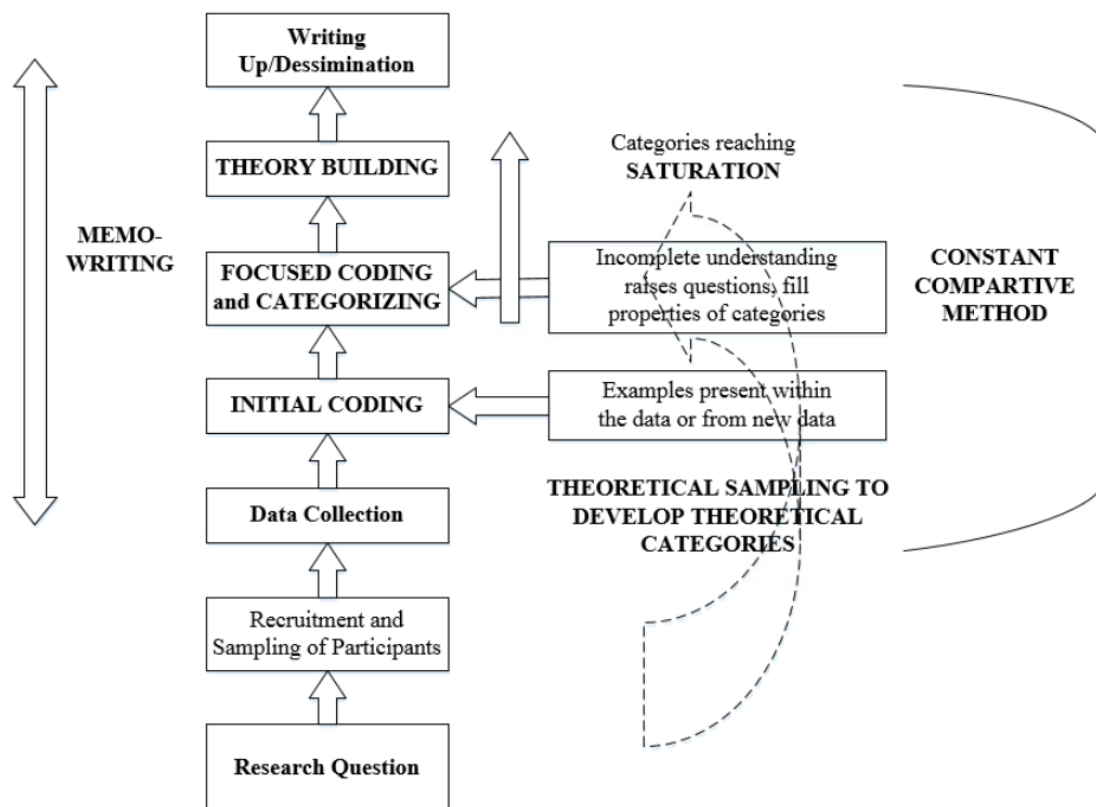 Writing
Up/Dessimination
THEORY BUILDING
MEMO-
WRITING
FOCUSED CODING
and CATEGORIZING
INITIAL CODING
Data Collection
Recruitment and
Sampling of Participants
Research Question
Categories reaching
SATURATION
Incomplete understanding
raises questions, fill
properties of categories
Examples present within
the data or from new data
THEORETICAL SAMPLING TO
DEVELOP THEORETICAL
CATEGORIES
CONSTANT
COMPARTIVE
METHOD